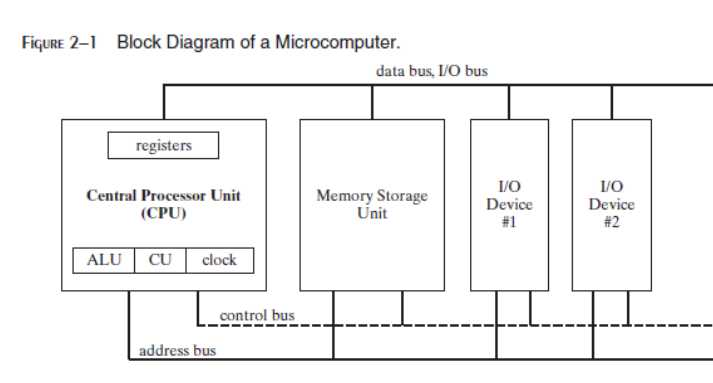 FIGURE 2–1 Block Diagram of a Microcomputer.
data bus, I/O bus
registers
Central Processor Unit
(CPU)
ALU CU clock
Memory Storage
Unit
I/O
Device
#1
I/O
Device
#2
control bus
address bus